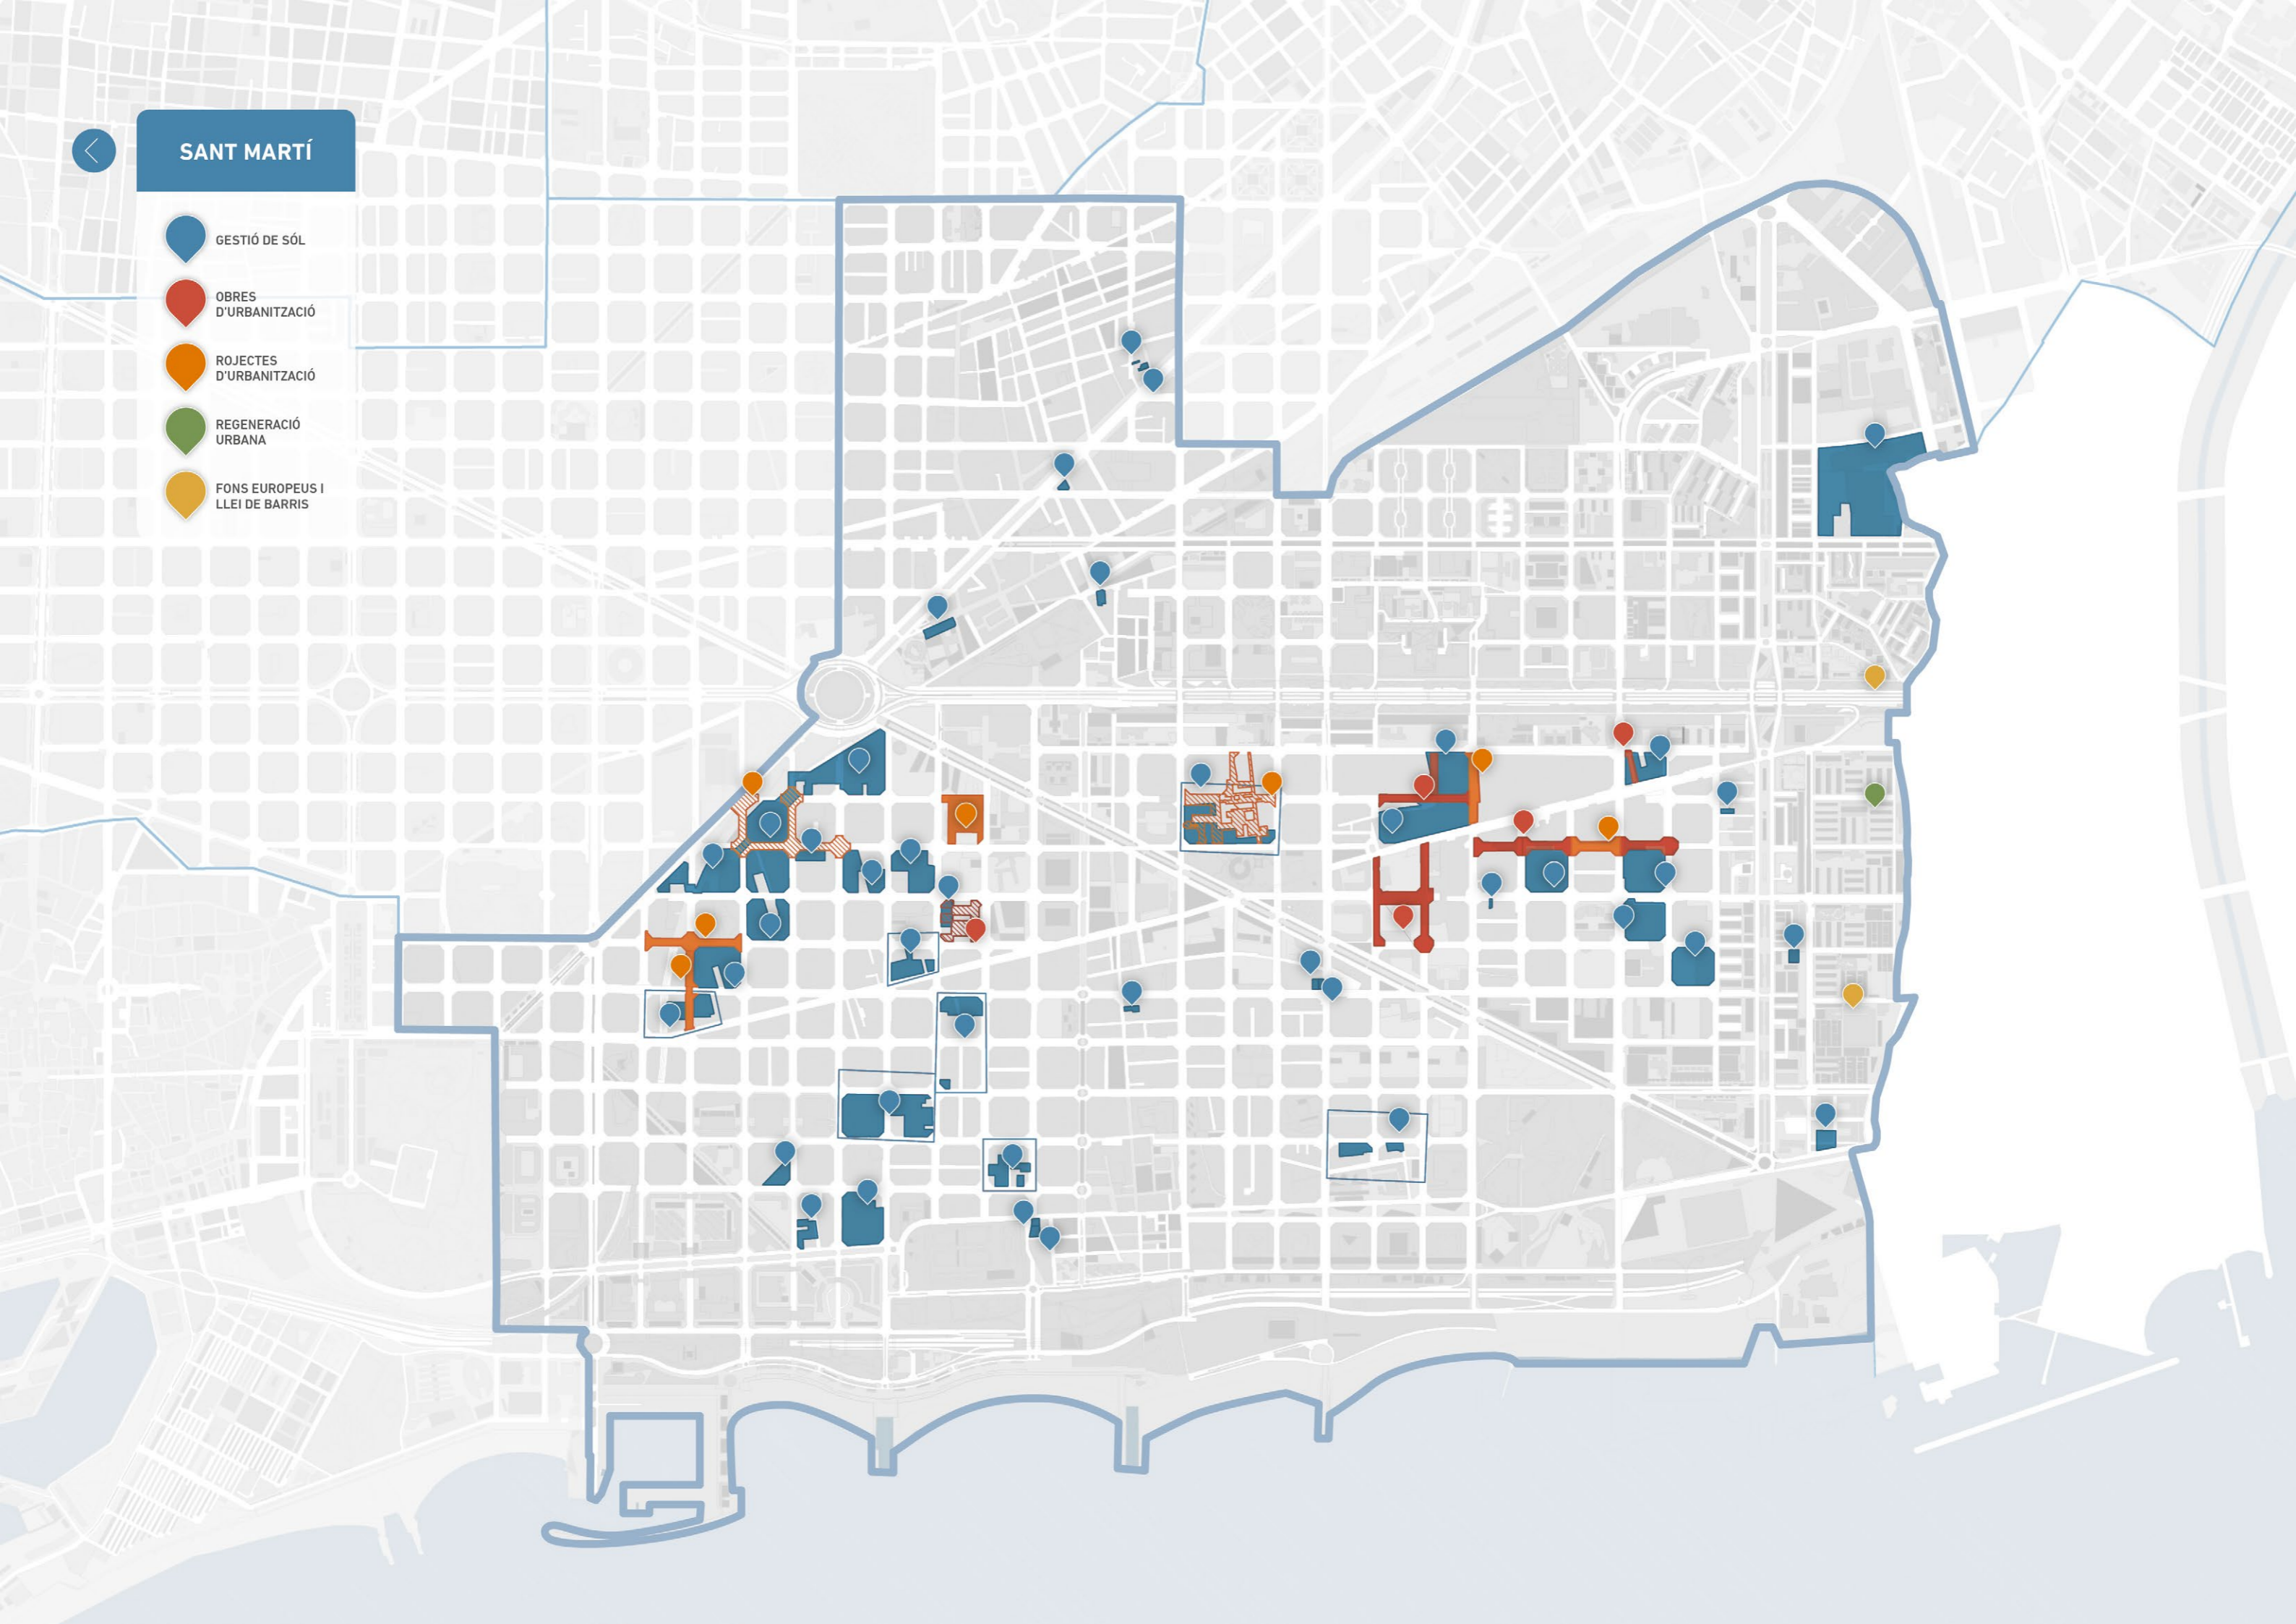 SANT MARTÍ
GESTIÓ DE SÓL
OBRES
D'URBANITZACIÓ
ROJECTES
D'URBANITZACIÓ
REGENERACIÓ
URBANA
FONS EUROPEUS I
LLEI DE BARRIS